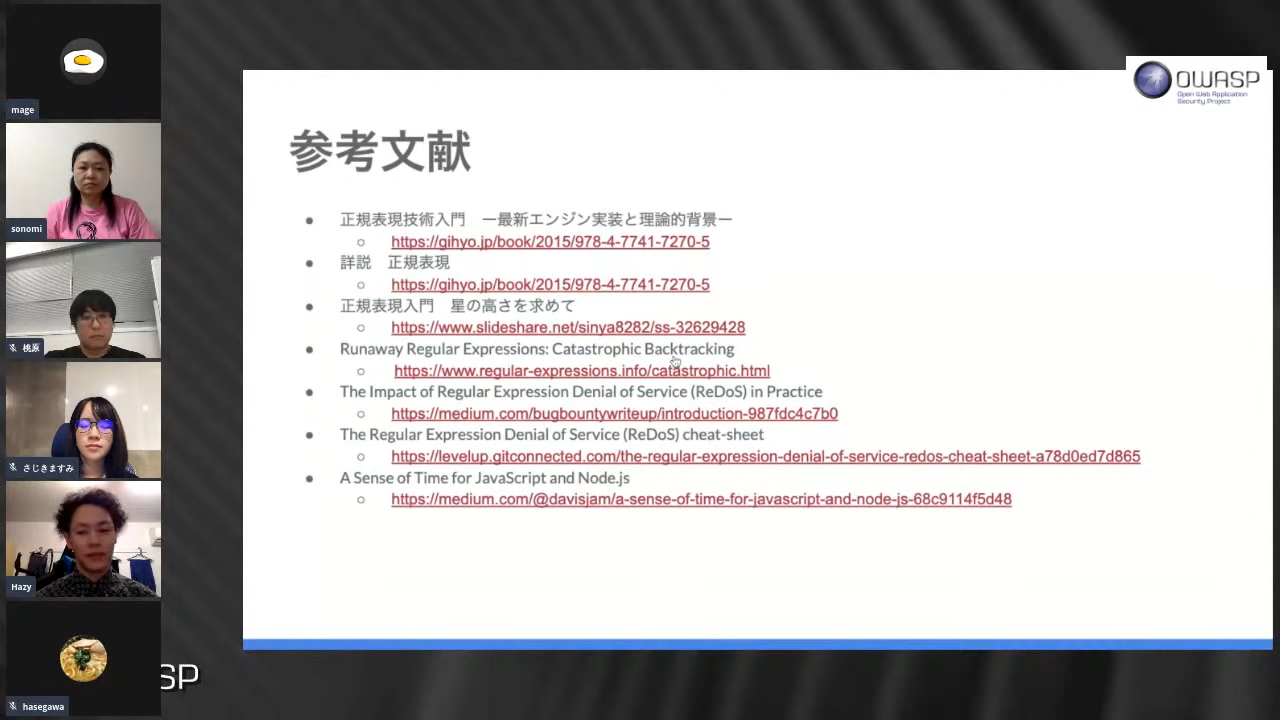 mage
sonomi
桃原
さじきますみ
Hazy
hasegawa
SP
OWASP
Open Web Application
Security Project
参考文献
正規表現技術入門　ー最新エンジン実装と理論的背景ー
https://gihyo.jp/book/2015/978-4-7741-7270-5
詳説　正規表現
https://gihyo.jp/book/2015/978-4-7741-7270-5
正規表現入門　星の高さを求めて
https://www.slideshare.net/sinya8282/ss-32629428
Runaway Regular Expressions: Catastrophic Backtracking
https://www.regular-expressions.info/catastrophic.html
The Impact of Regular Expression Denial of Service (ReDoS) in Practice
https://medium.com/bugbountywriteup/introduction-987fdc4c7b0
The Regular Expression Denial of Service (ReDoS) cheat-sheet
https://levelup.gitconnected.com/the-regular-expression-denial-of-service-redos-cheat-sheet-a78d0ed7d865
A Sense of Time for JavaScript and Node.js
https://medium.com/@davisjam/a-sense-of-time-for-javascript-and-node-js-68c9114f5d48